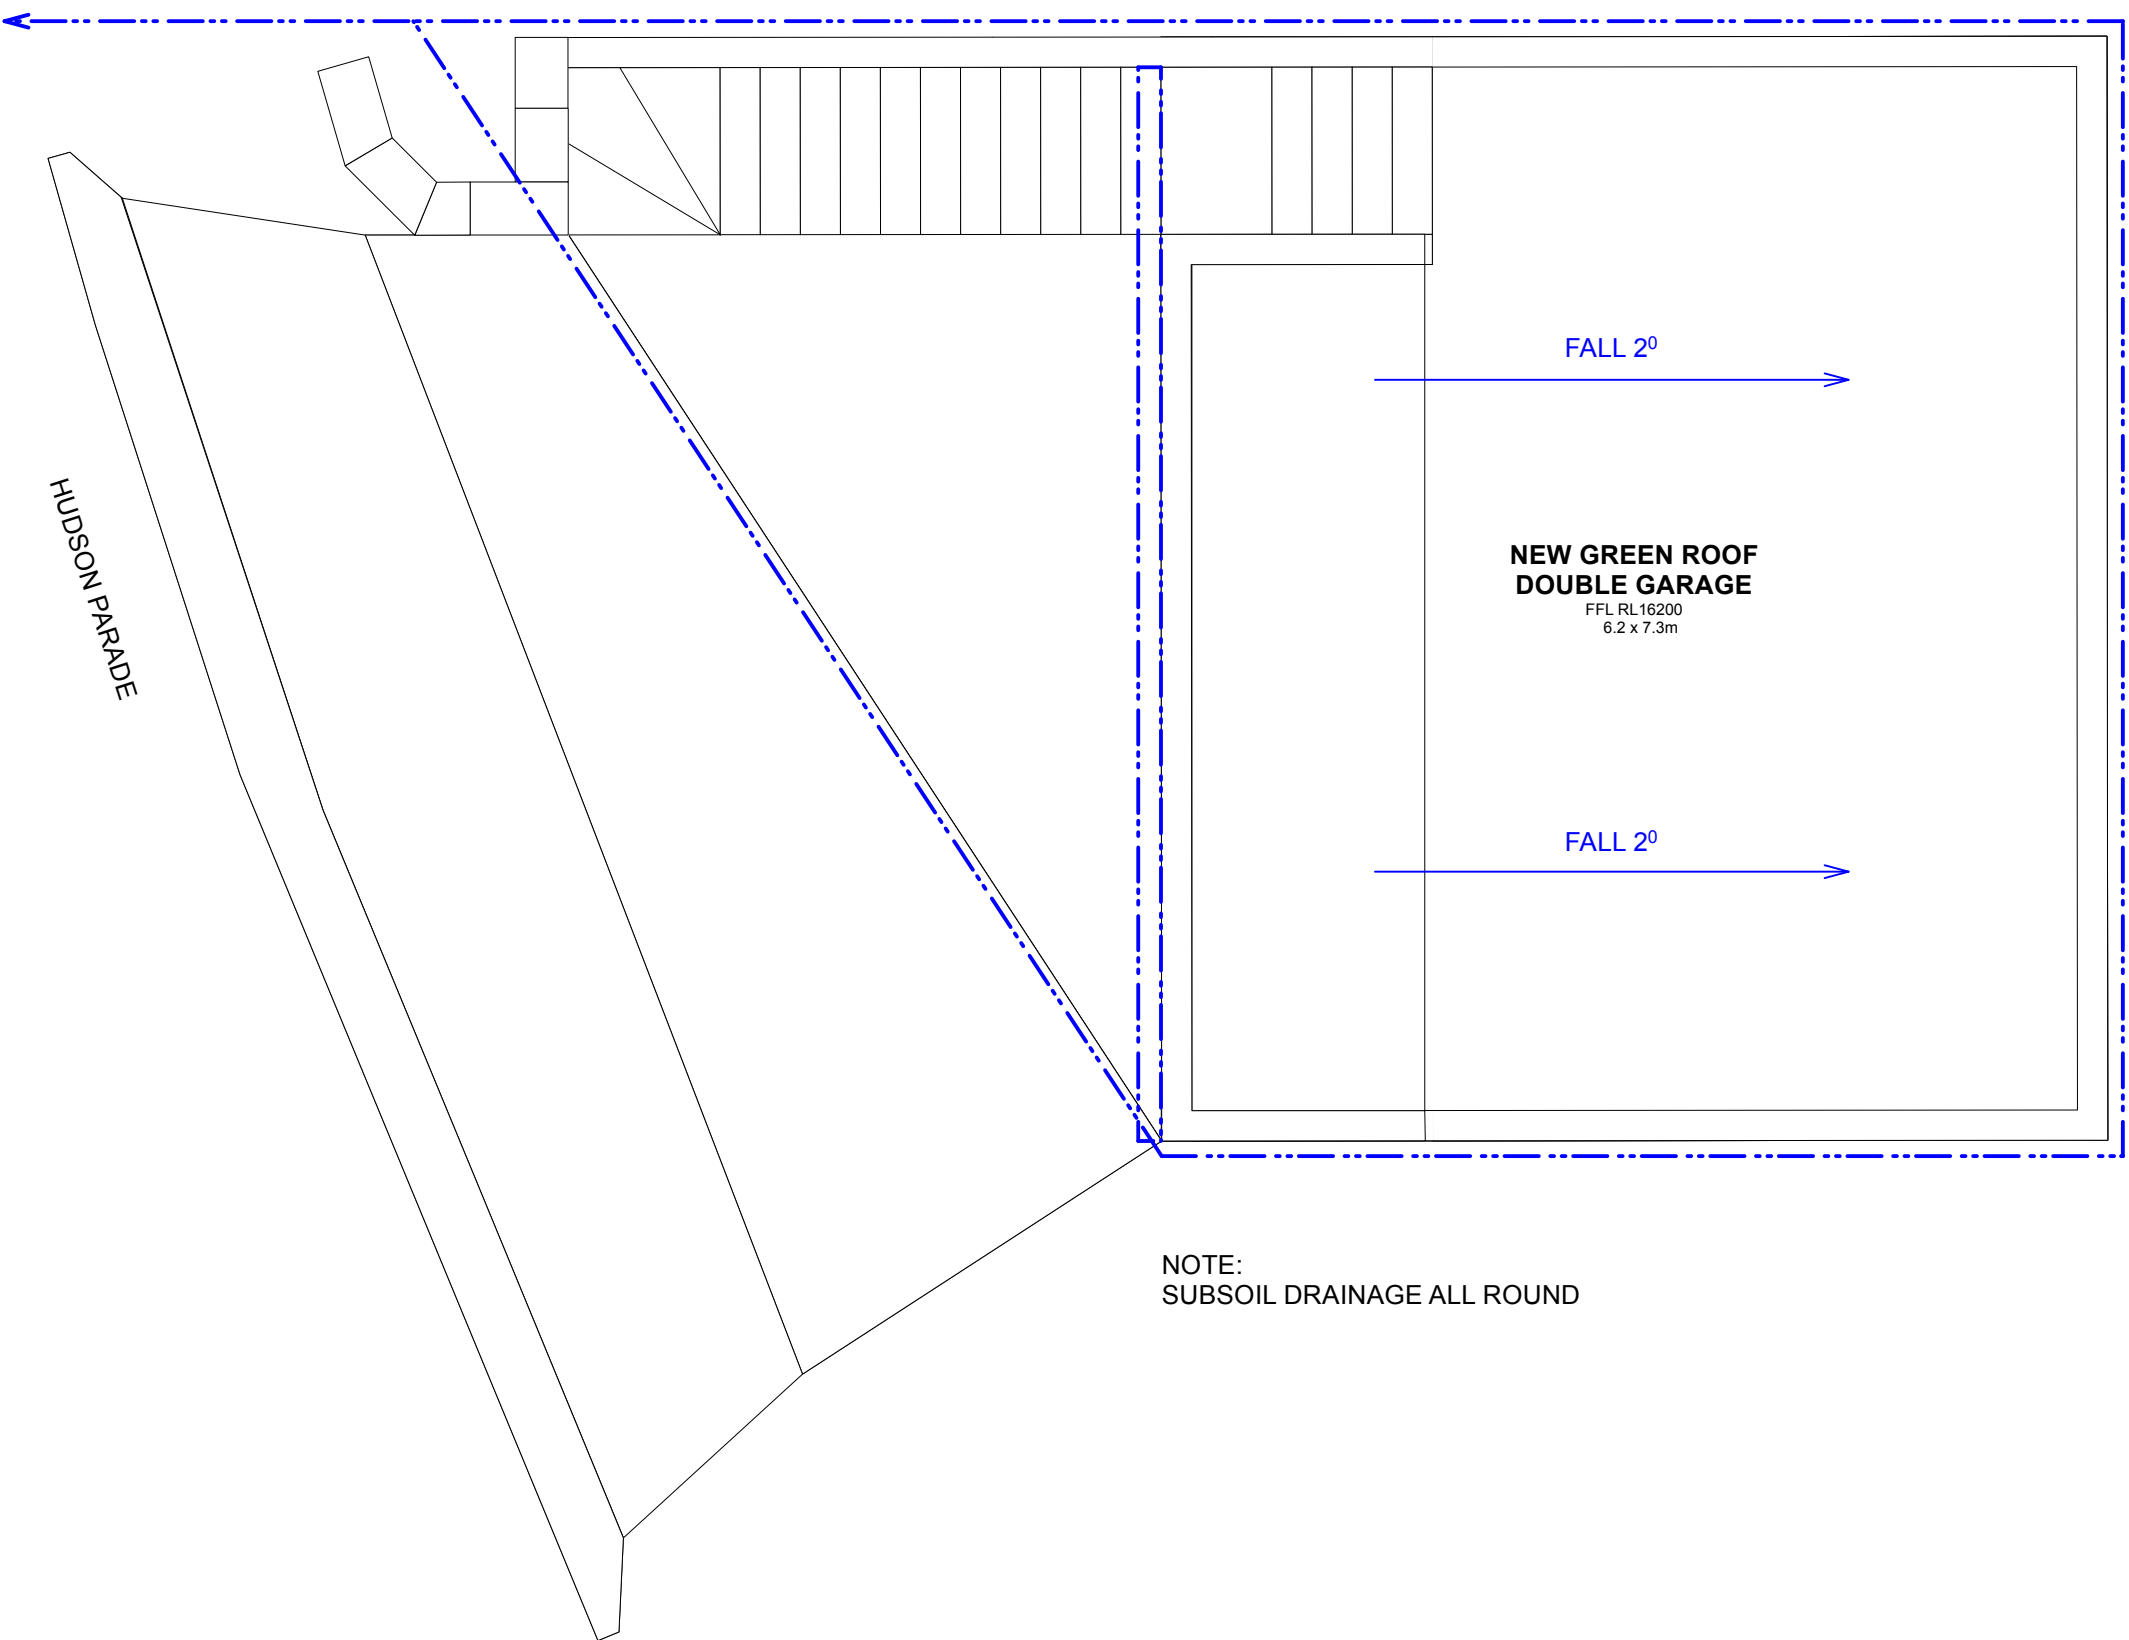 FALL 2⁰
HUDSON PARADE
NEW GREEN ROOF
DOUBLE GARAGE
FFL RL16200
6.2 x 7.3m
FALL 2⁰
NOTE:
SUBSOIL DRAINAGE ALL ROUND